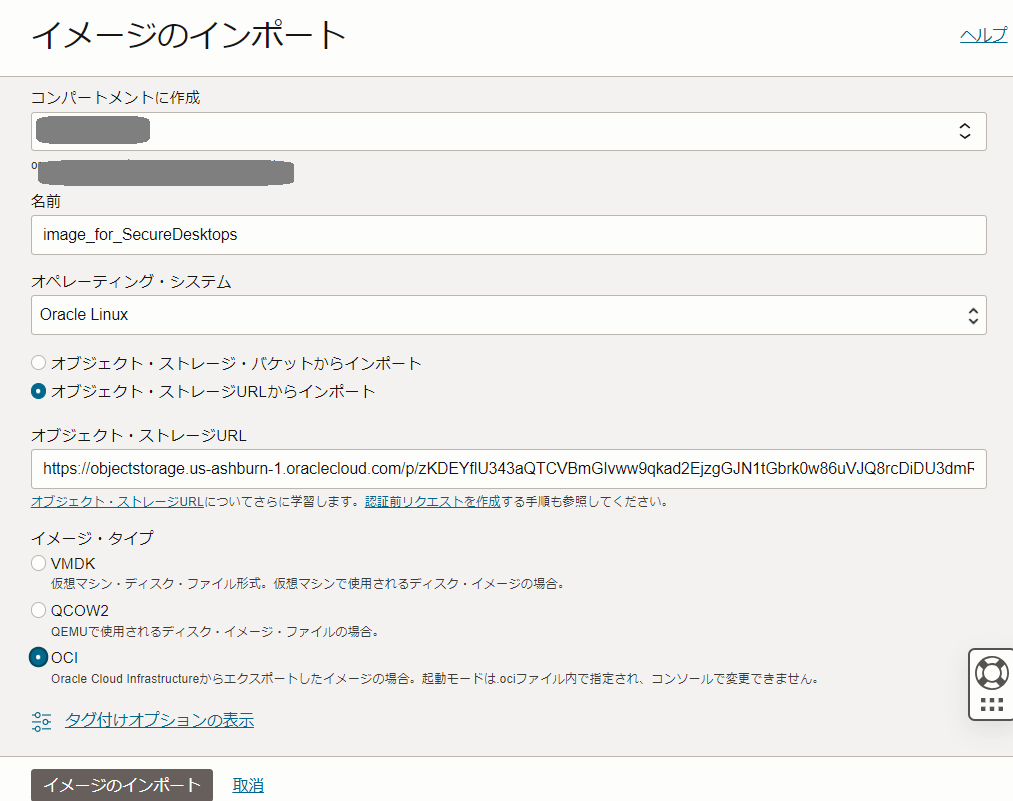 イメージのインポート
ヘルプ
コンパートメントに作成
名前
image_for_SecureDesktops
オペレーティング・システム
Oracle Linux
オブジェクト・ストレージ・バケットからインポート
オブジェクト・ストレージURLからインポート
オブジェクト・ストレージURL
https://objectstorage.us-ashburn-1.oraclecloud.com/p/zKDEYflU343aQTCVBmGlvww9qkad2EjzgGJN1tGbrk0w86uVJQ8rcDiDU3dmF
オブジェクト・ストレージURLについてさらに学習します。認証前リクエストを作成する手順も参照してください。
イメージ・タイプ
VMDK
仮想マシン・ディスク・ファイル形式。仮想マシンで使用されるディスク・イメージの場合。
QCOW2
QEMUで使用されるディスク・イメージ・ファイルの場合。
OCI
Oracle Cloud Infrastructureからエクスポートしたイメージの場合。起動モードは.ociファイル内で指定され、コンソールで変更できません。
タグ付けオプションの表示
イメージのインポート
取消